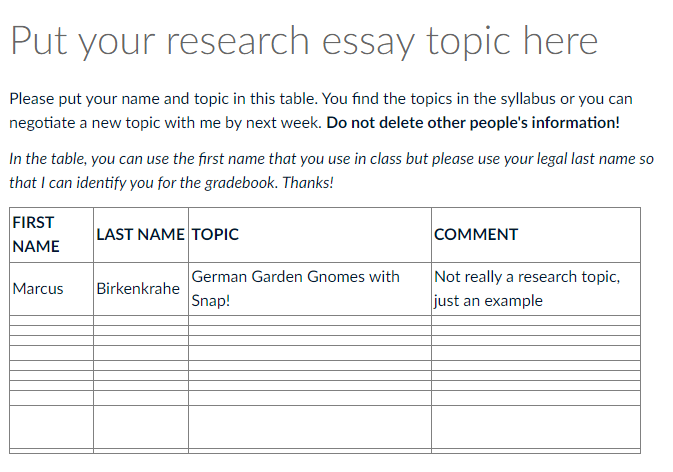 Put your research essay topic here
Please put your name and topic in this table. You find the topics in the syllabus or you can
negotiate a new topic with me by next week. Do not delete other people's information!
In the table, you can use the first name that you use in class but please use your legal last name so
that I can identify you for the gradebook. Thanks!
FIRST
NAME
LAST NAME
TOPIC
COMMENT
Marcus
Birkenkrahe
German Garden Gnomes with
Snap!
Not really a research topic,
just an example